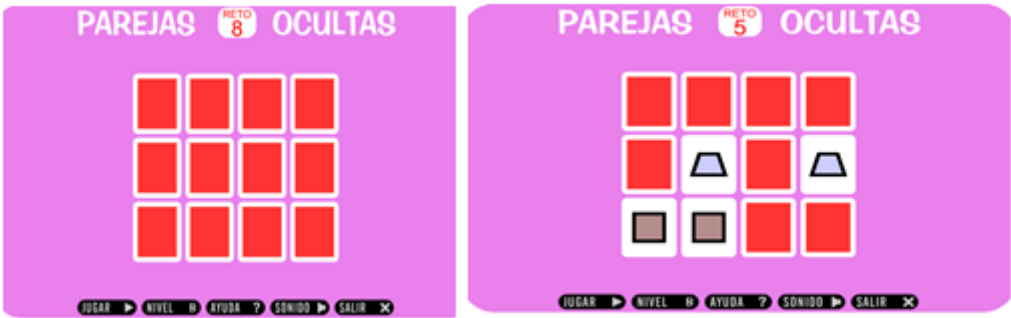 PAREJAS RETO 8 OCULTAS
JUGAR NIVEL B AYUDA ? SONIDO SALIR X
PAREJAS RETO 5 OCULTAS
JUGAR NIVEL B AYUDA ? SONIDO SALIR X